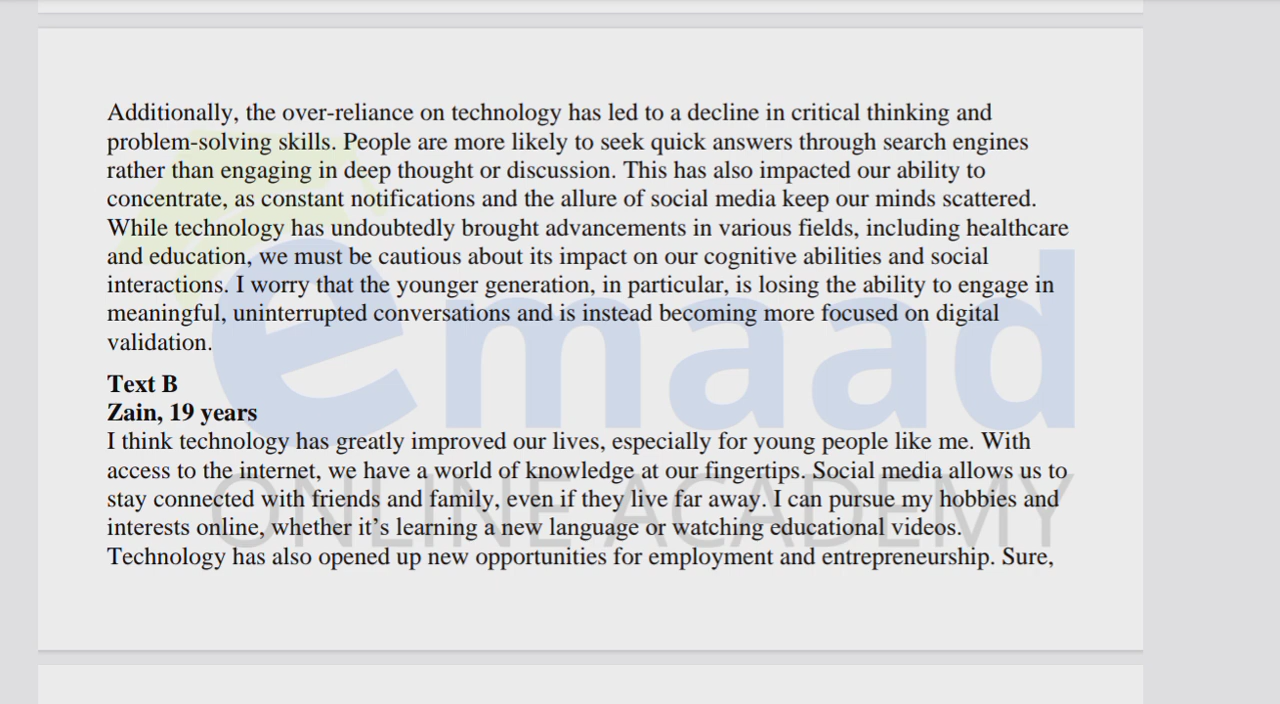 Additionally, the over-reliance on technology has led to a decline in critical thinking and
problem-solving skills. People are more likely to seek quick answers through search engines
rather than engaging in deep thought or discussion. This has also impacted our ability to
concentrate, as constant notifications and the allure of social media keep our minds scattered.
While technology has undoubtedly brought advancements in various fields, including healthcare
and education, we must be cautious about its impact on our cognitive abilities and social
interactions. I worry that the younger generation, in particular, is losing the ability to engage in
meaningful, uninterrupted conversations and is instead becoming more focused on digital
validation.
Text B
Zain, 19 years
I think technology has greatly improved our lives, especially for young people like me. With
access to the internet, we have a world of knowledge at our fingertips. Social media allows us to
stay connected with friends and family, even if they live far away. I can pursue my hobbies and
interests online, whether it’s learning a new language or watching educational videos.
Technology has also opened up new opportunities for employment and entrepreneurship. Sure,
emaad
ONLINE ACADEMY